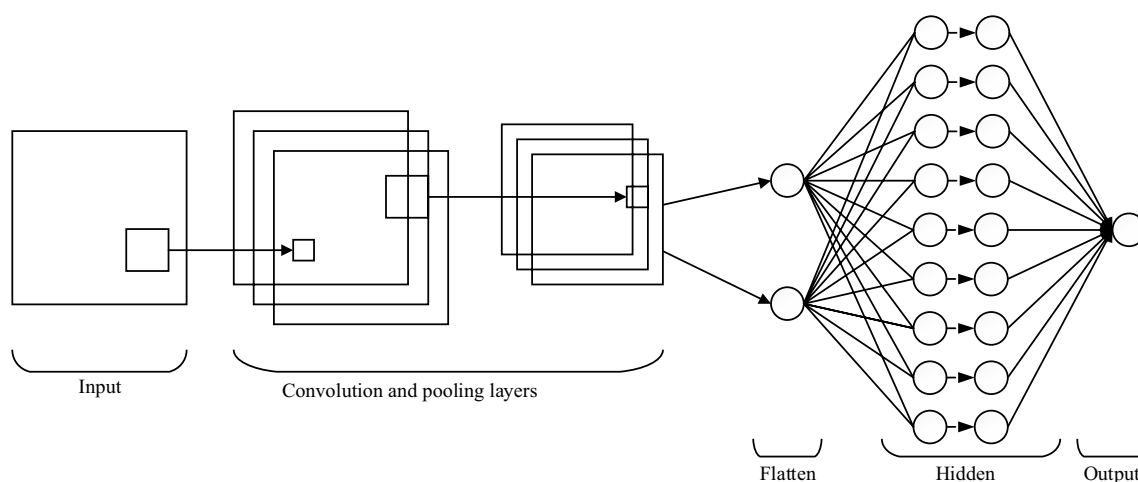 Input
Convolution and pooling layers
Flatten
Hidden
Output